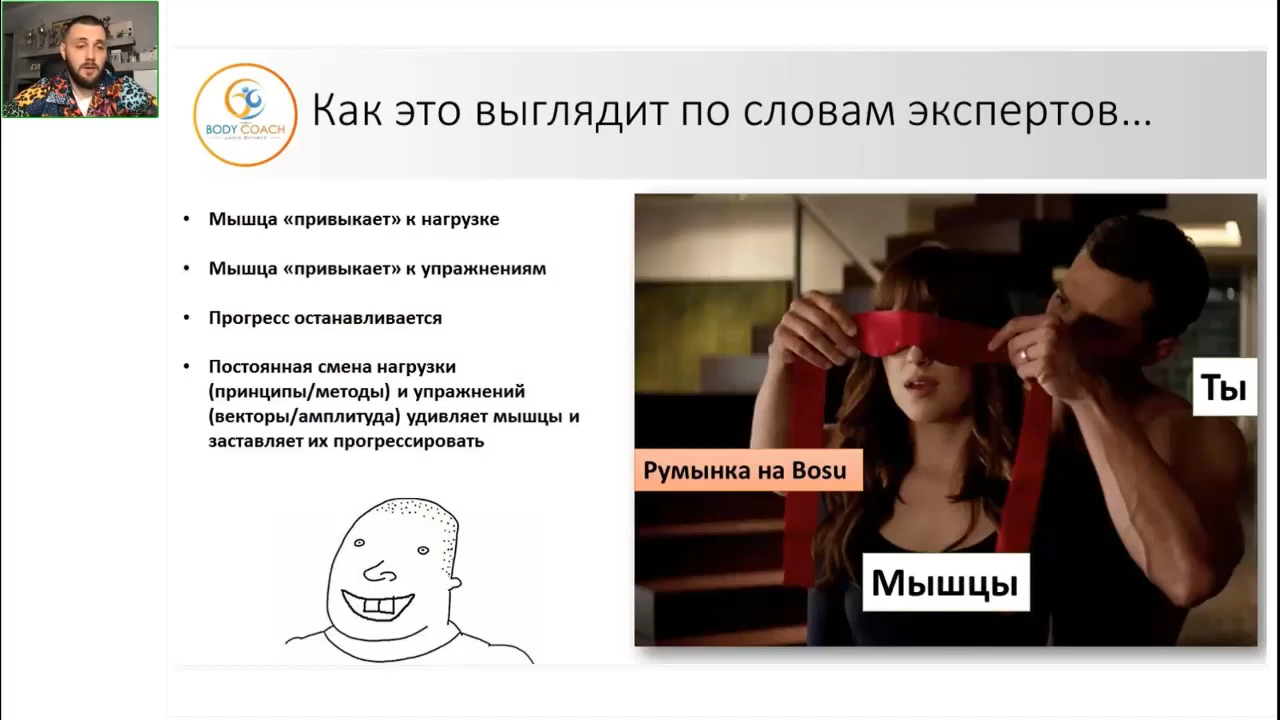 Как это выглядит по словам экспертов...
BODY COACH
Мышца «привыкает» к нагрузке
Мышца «привыкает» к упражнениям
Прогресс останавливается
Постоянная смена нагрузки
(принципы/методы) и упражнений
(векторы/амплитуда) удивляет мышцы и
заставляет их прогрессировать
Ты
Румынка на Bosu
Мышцы